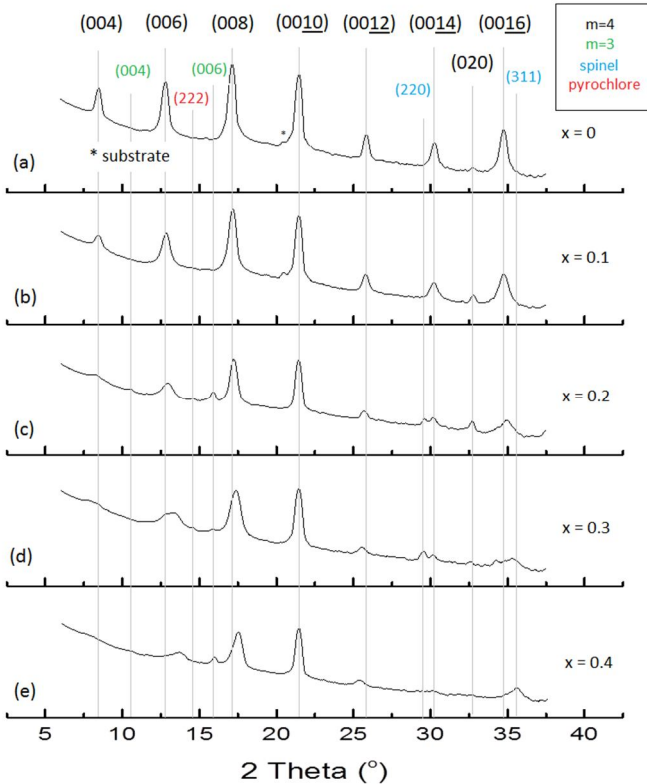 (004) (006) (008) (0010) (0012) (0014) (0016)
m=4
m=3
spinel
pyrochlore
(004) (222) (006) (220) (020) (311)
(a) * substrate * x = 0
(b) x = 0.1
(c) x = 0.2
(d) x = 0.3
(e) x = 0.4
5 10 15 20 25 30 35 40
2 Theta (°)